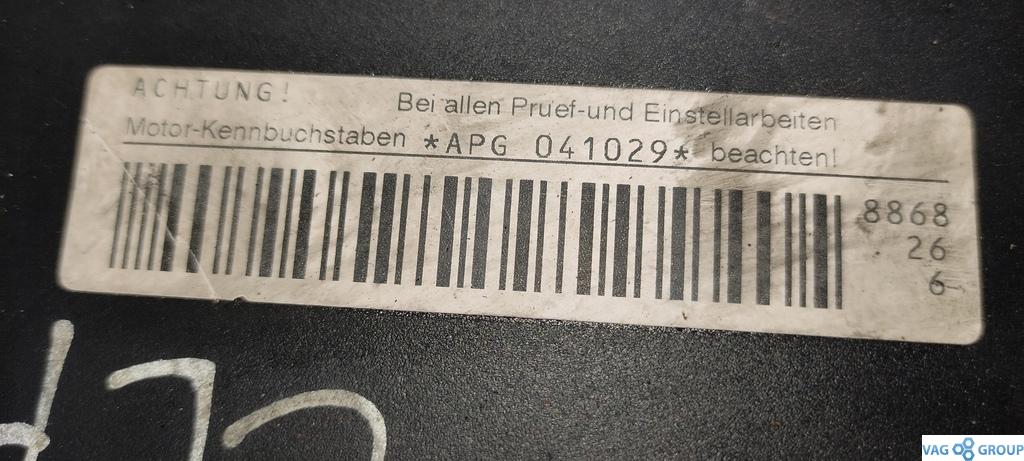 ACHTUNG!
Bei allen Pruef-und Einstellarbeiten
Motor-Kennbuchstaben *APG 041029* beachten!
8868
26
6
VAG GROUP